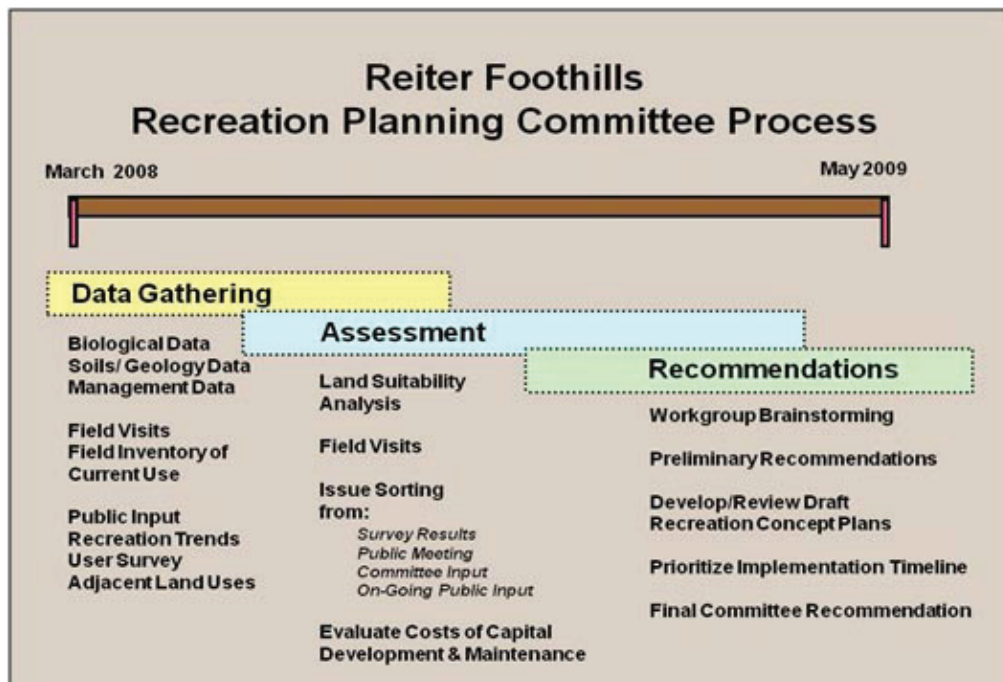 Reiter Foothills
Recreation Planning Committee Process
March 2008
May 2009
Data Gathering
Biological Data
Soils/ Geology Data
Management Data
Field Visits
Field Inventory of
Current Use
Public Input
Recreation Trends
User Survey
Adjacent Land Uses
Assessment
Land Suitability
Analysis
Field Visits
Issue Sorting
from:
Survey Results
Public Meeting
Committee Input
On-Going Public Input
Evaluate Costs of Capital
Development & Maintenance
Recommendations
Workgroup Brainstorming
Preliminary Recommendations
Develop/Review Draft
Recreation Concept Plans
Prioritize Implementation Timeline
Final Committee Recommendation